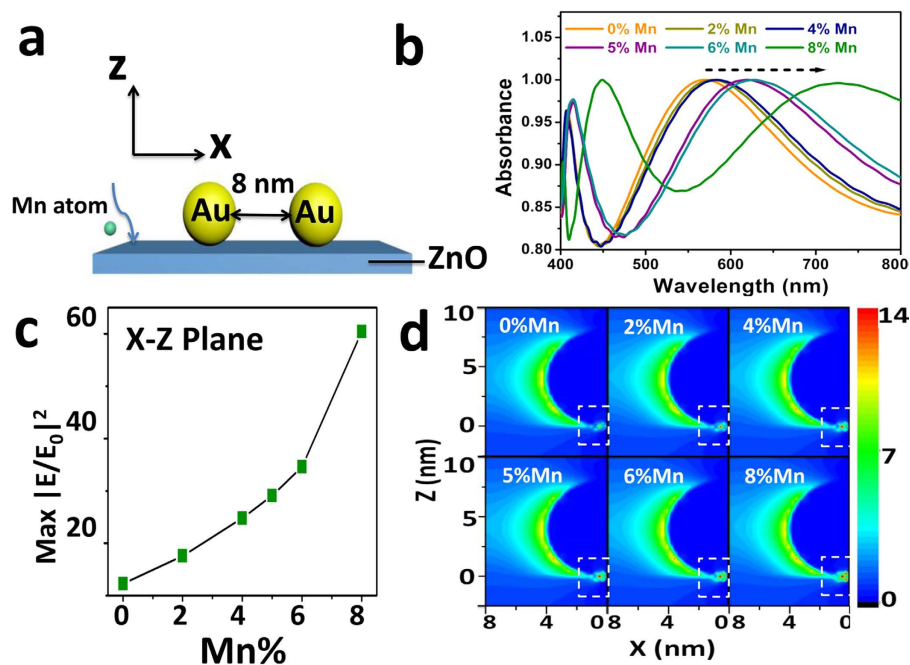 a
z
x
8 nm
Mn atom
Au
Au
ZnO
b
0% Mn 2% Mn 4% Mn
5% Mn 6% Mn 8% Mn
Absorbance
1.05
1.00
0.95
0.90
0.85
0.80
400 500 600 700 800
Wavelength (nm)
c
X-Z Plane
Max |E/E₀|²
60
40
20
0 2 4 6 8
Mn%
d
10
5
0
10
5
0
Z (nm)
0%Mn 2%Mn 4%Mn
5%Mn 6%Mn 8%Mn
8 4 0 8 4 0 8 4 0
X (nm)
14
7
0